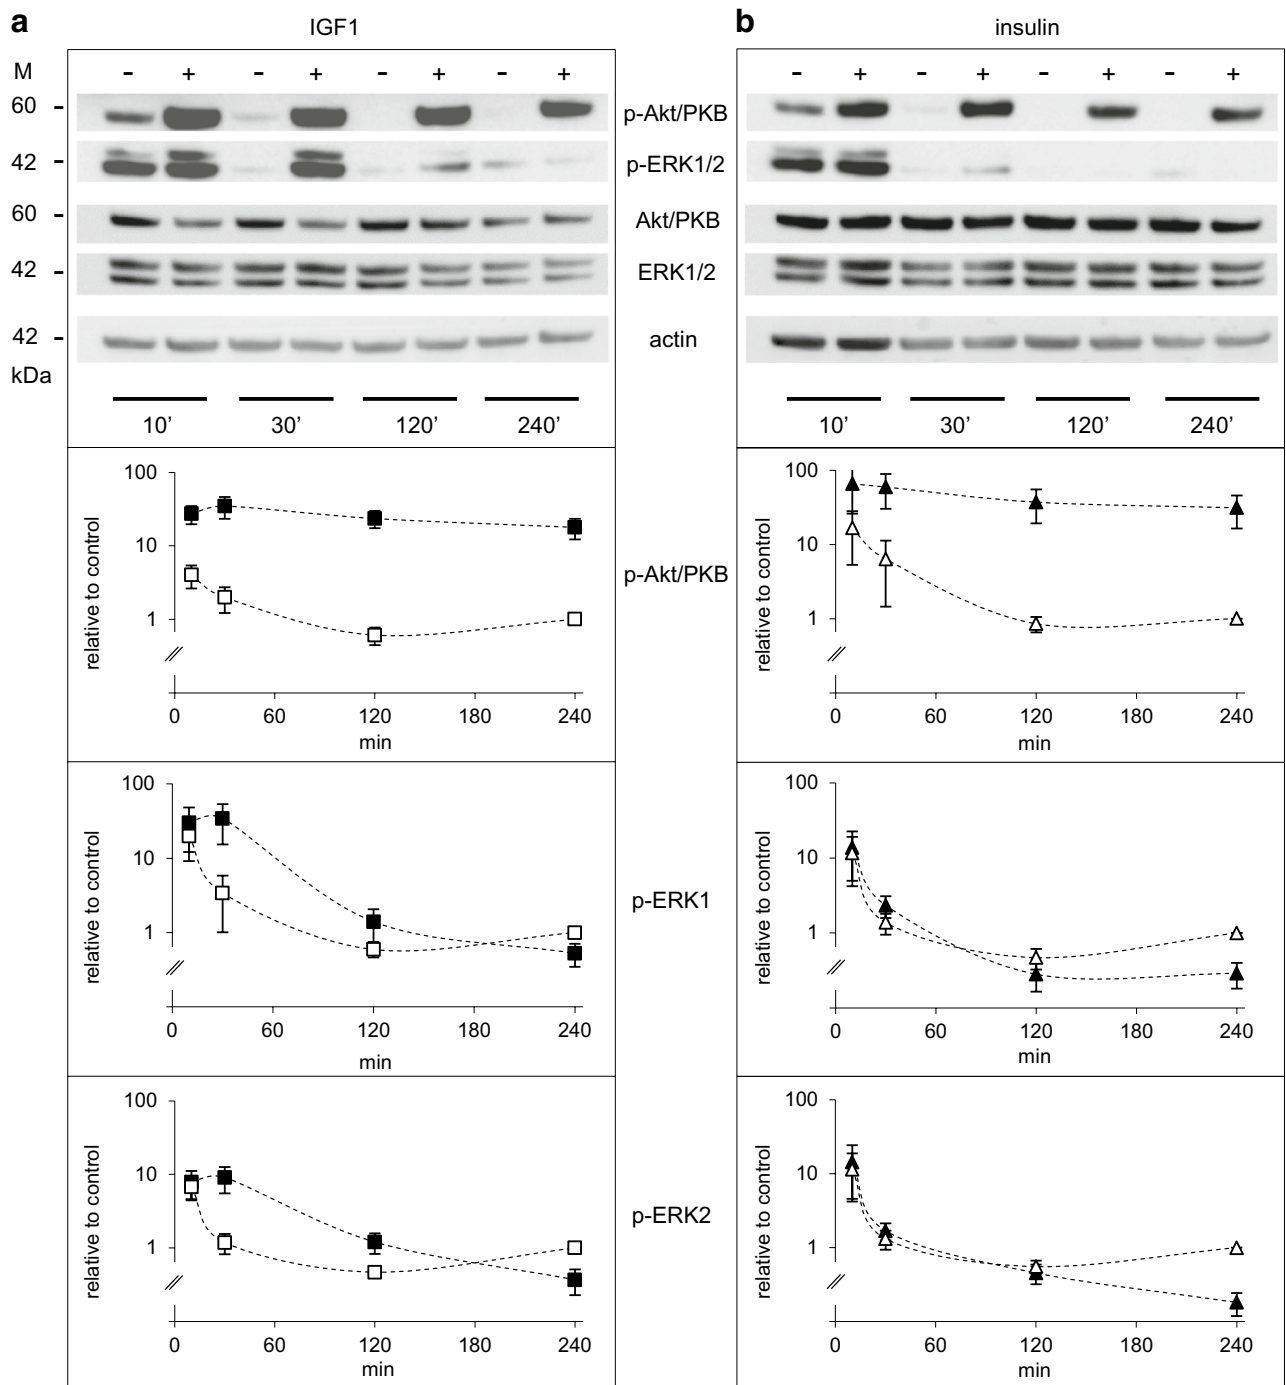 a IGF1 b insulin
M - + - + - + - + - + - + - + - +
60 - p-Akt/PKB
42 - p-ERK1/2
60 - Akt/PKB
42 - ERK1/2
42 - actin
kDa
10’ 30’ 120’ 240’ 10’ 30’ 120’ 240’
100
10
1
relative to control
0 60 120 180 240
min
p-Akt/PKB
100
10
1
relative to control
0 60 120 180 240
min
100
10
1
relative to control
0 60 120 180 240
min
p-ERK1
100
10
1
relative to control
0 60 120 180 240
min
100
10
1
relative to control
0 60 120 180 240
min
p-ERK2
100
10
1
relative to control
0 60 120 180 240
min